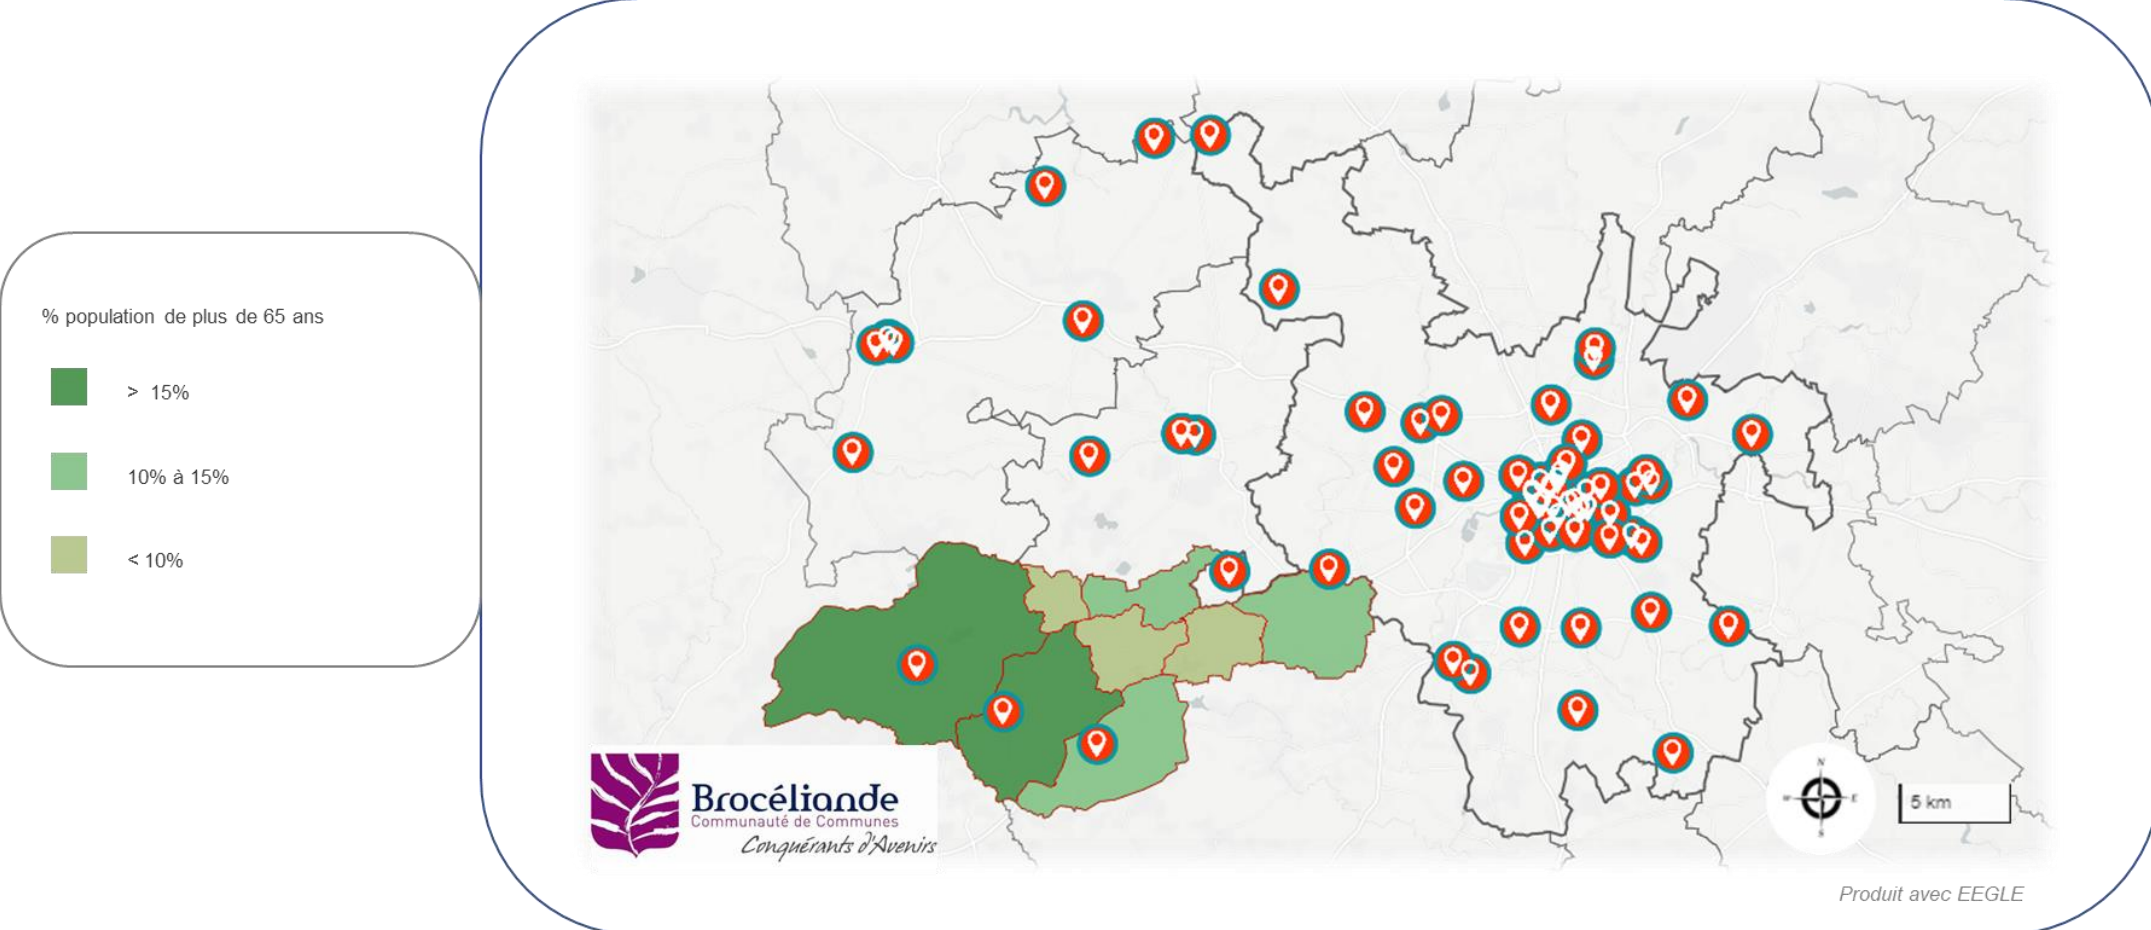 % population de plus de 65 ans
> 15%
10% à 15%
< 10%
Brocéliande
Communauté de Communes
Conquérants d'Avenirs
N
E
S
5 km
Produit avec EEGLE